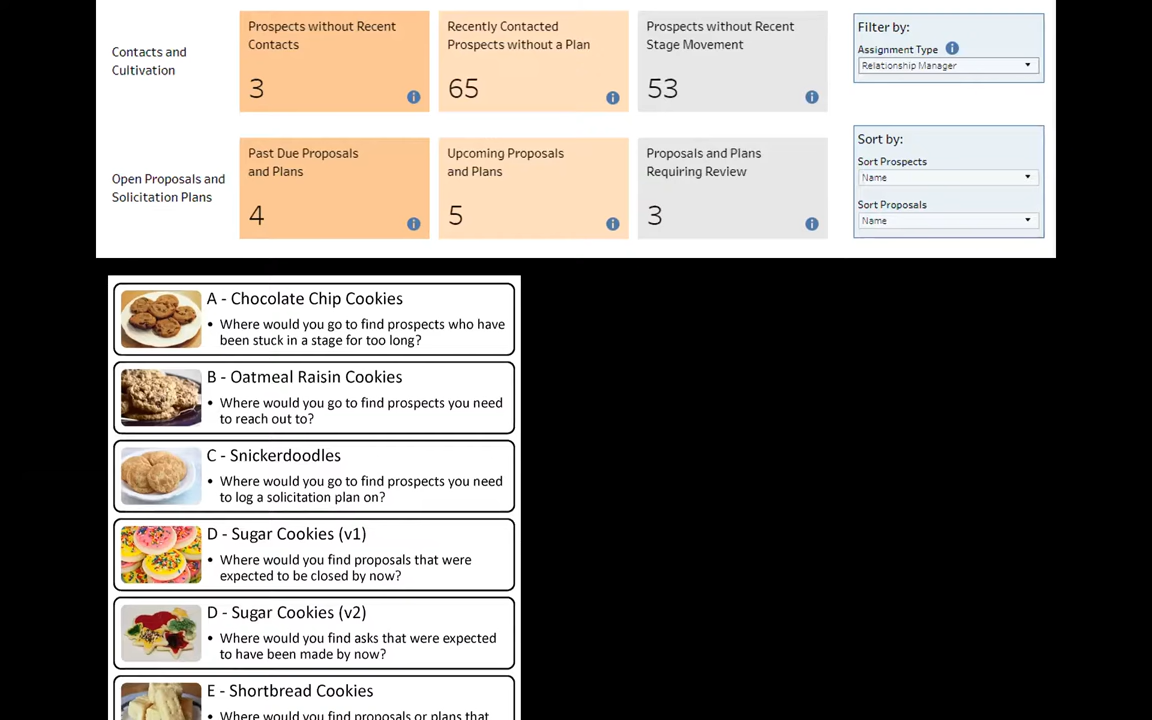 Contacts and
Cultivation
Prospects without Recent
Contacts
3
Recently Contacted
Prospects without a Plan
65
Prospects without Recent
Stage Movement
53
Filter by:
Assignment Type
Relationship Manager
Open Proposals and
Solicitation Plans
Past Due Proposals
and Plans
4
Upcoming Proposals
and Plans
5
Proposals and Plans
Requiring Review
3
Sort by:
Sort Prospects
Name
Sort Proposals
Name
A - Chocolate Chip Cookies
• Where would you go to find prospects who have
been stuck in a stage for too long?
B - Oatmeal Raisin Cookies
• Where would you go to find prospects you need
to reach out to?
C - Snickerdoodles
• Where would you go to find prospects you need
to log a solicitation plan on?
D - Sugar Cookies (v1)
• Where would you find proposals that were
expected to be closed by now?
D - Sugar Cookies (v2)
• Where would you find asks that were expected
to have been made by now?
E - Shortbread Cookies
• Where would you find proposals or plans that